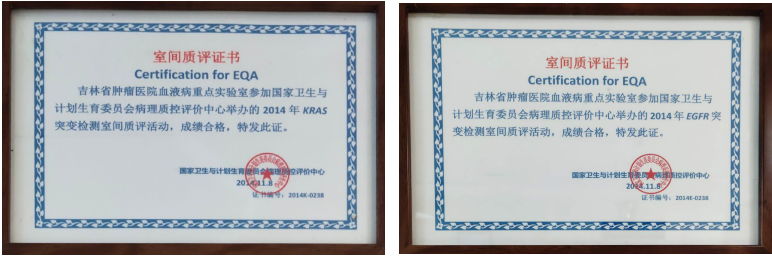 室间质评证书
Certification for EQA
吉林省肿瘤医院血液病重点实验室参加国家卫生与
计划生育委员会病理质控评价中心举办的 2014 年 KRAS
突变检测室间质评活动，成绩合格，特发此证。
国家卫生与计划生育委员会病理质控评价中心
2014.11.8
证书编号：2014K-0238
室间质评证书
Certification for EQA
吉林省肿瘤医院血液病重点实验室参加国家卫生与
计划生育委员会病理质控评价中心举办的 2014 年 EGFR 突
变检测室间质评活动，成绩合格，特发此证。
国家卫生与计划生育委员会病理质控评价中心
2014.11.8
证书编号：2014E-0238